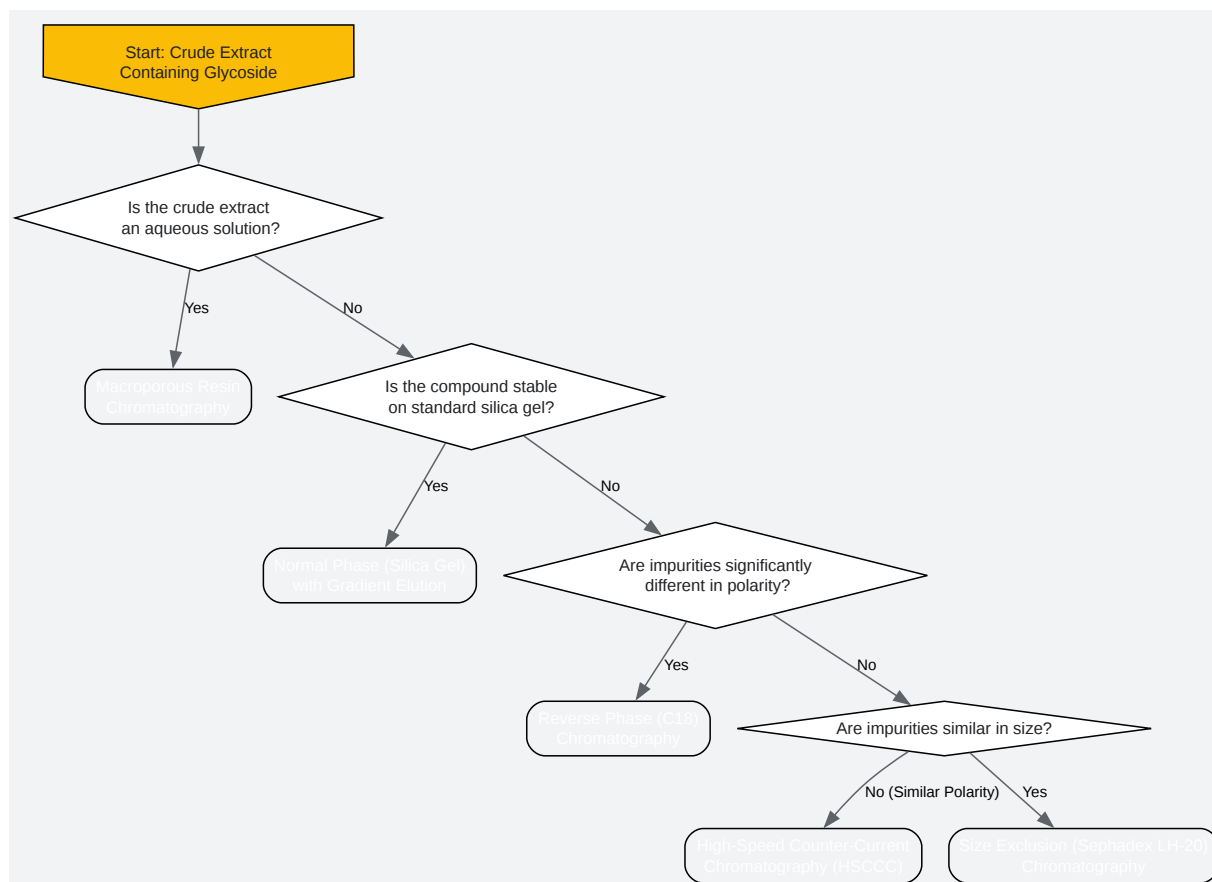 Start: Crude Extract
Containing Glycoside
Is the crude extract
an aqueous solution?
Yes
No
Macroporous Resin
Chromatography
Is the compound stable
on standard silica gel?
Yes
No
Normal Phase (Silica Gel)
with Gradient Elution
Are impurities significantly
different in polarity?
Yes
No
Reverse Phase (C18)
Chromatography
Are impurities similar in size?
No (Similar Polarity)
Yes
High-Speed Counter-Current
Chromatography (HSCCC)
Size Exclusion (Sephadex LH-20)
Chromatography